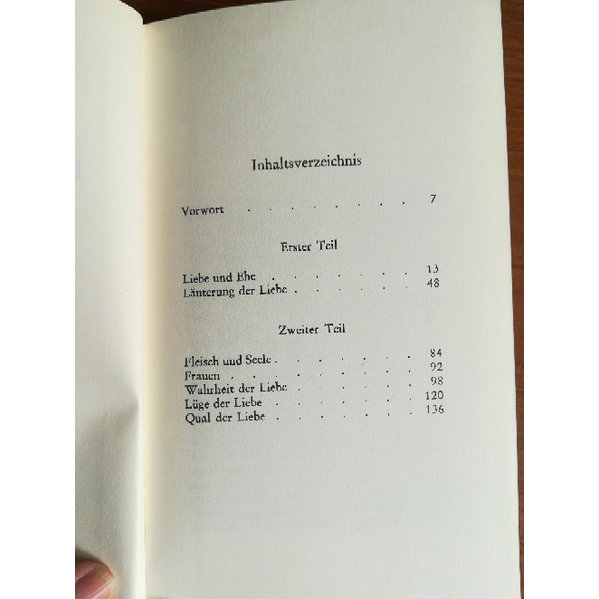 Inhaltsverzeichnis
Vorwort . . . . . . . 7
Erster Teil
Liebe und Ehe . . . . . . 13
Läuterung der Liebe . . . . . 48
Zweiter Teil
Fleisch und Seele . . . . . . 84
Frauen . . . . . . . 92
Wahrheit der Liebe . . . . . 98
Lüge der Liebe . . . . . . 120
Qual der Liebe . . . . . . 136